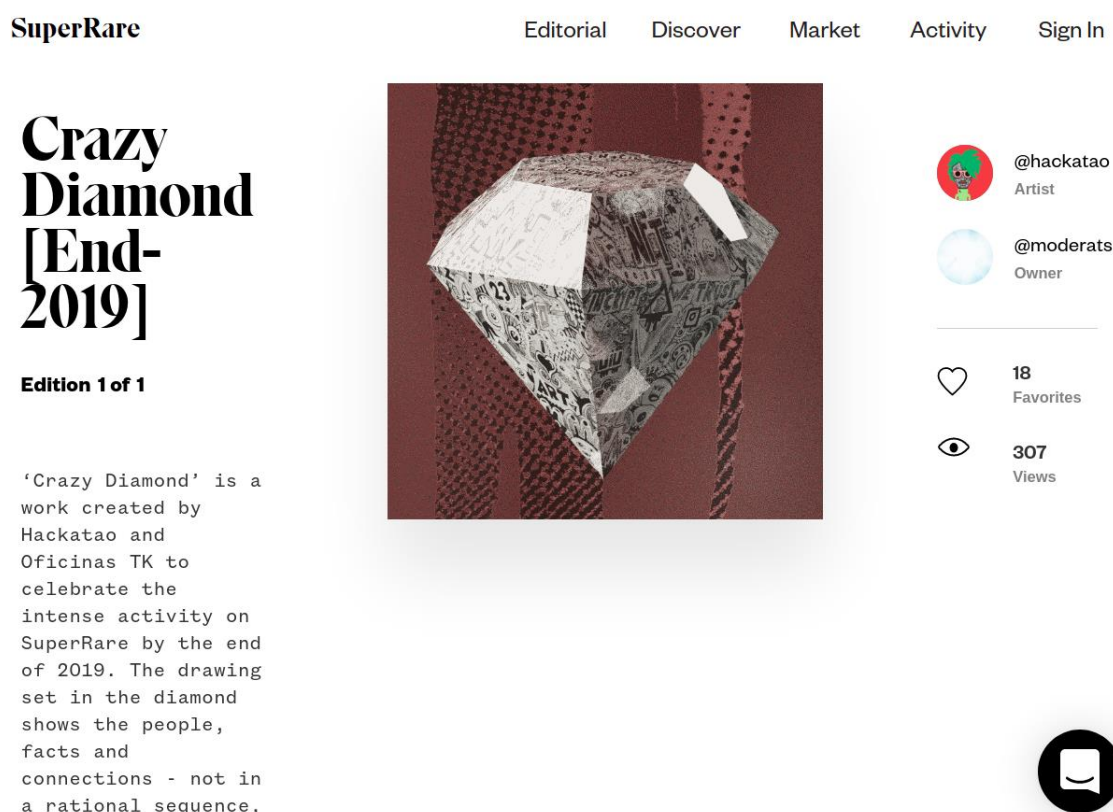 SuperRare
Editorial
Discover
Market
Activity
Sign In
Crazy
Diamond
[End-
2019]
Edition 1 of 1
‘Crazy Diamond’ is a
work created by
Hackatao and
Oficinas TK to
celebrate the
intense activity on
SuperRare by the end
of 2019. The drawing
set in the diamond
shows the people,
facts and
connections - not in
a rational sequence,
23
ART
@hackatao
Artist
@moderats
Owner
18
Favorites
307
Views